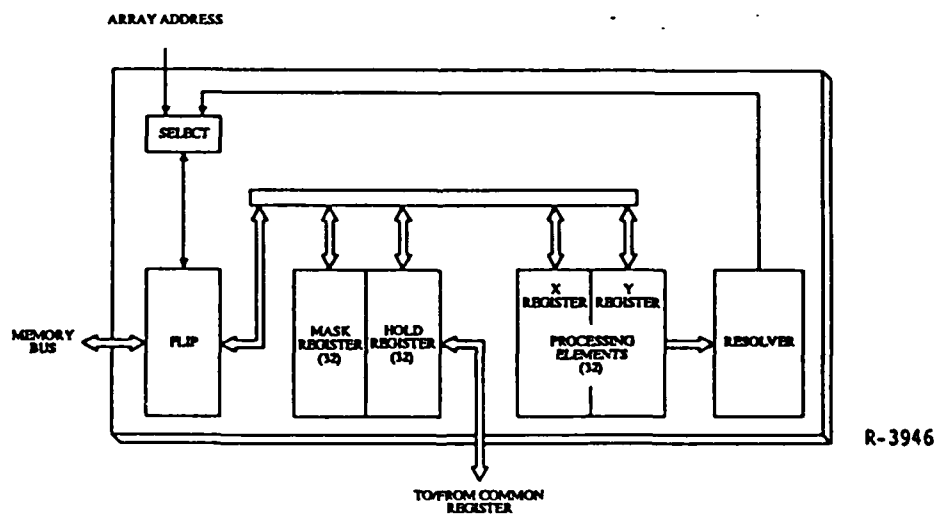 ARRAY ADDRESS
SELECT
X
REGISTER
Y
REGISTER
MEMORY
BUS
FLIP
MASK
REGISTER
(32)
HOLD
REGISTER
(32)
PROCESSING
ELEMENTS
(32)
RESOLVER
R-3946
TO/FROM COMMON
REGISTER